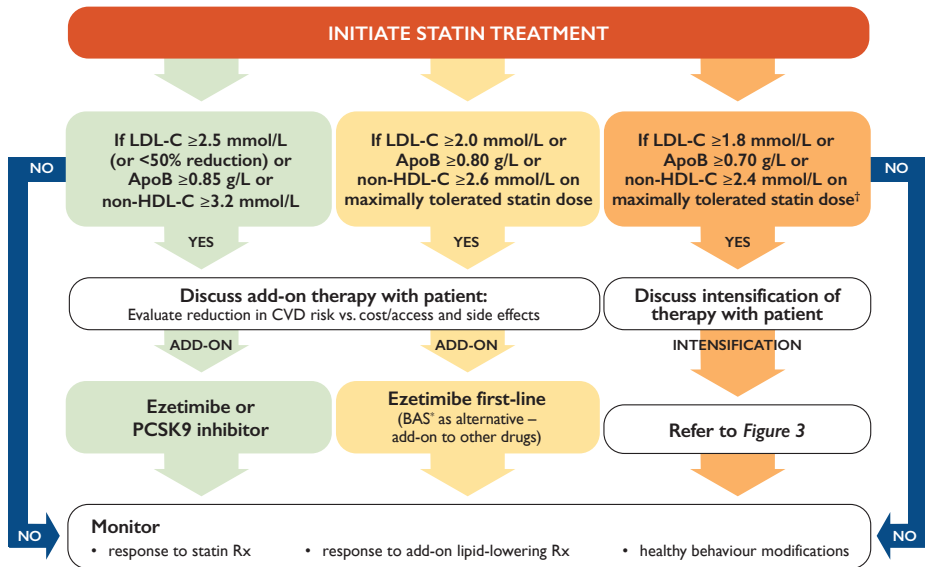 INITIATE STATIN TREATMENT
If LDL-C ≥2.5 mmol/L
(or <50% reduction) or
ApoB ≥0.85 g/L or
non-HDL-C ≥3.2 mmol/L
If LDL-C ≥2.0 mmol/L or
ApoB ≥0.80 g/L or
non-HDL-C ≥2.6 mmol/L on
maximally tolerated statin dose
If LDL-C ≥1.8 mmol/L or
ApoB ≥0.70 g/L or
non-HDL-C ≥2.4 mmol/L on
maximally tolerated statin dose†
NO
NO
YES
YES
YES
Discuss add-on therapy with patient:
Evaluate reduction in CVD risk vs. cost/access and side effects
Discuss intensification of
therapy with patient
ADD-ON
ADD-ON
INTENSIFICATION
Ezetimibe or
PCSK9 inhibitor
Ezetimibe first-line
(BAS* as alternative –
add-on to other drugs)
Refer to Figure 3
NO
NO
Monitor
• response to statin Rx
• response to add-on lipid-lowering Rx
• healthy behaviour modifications